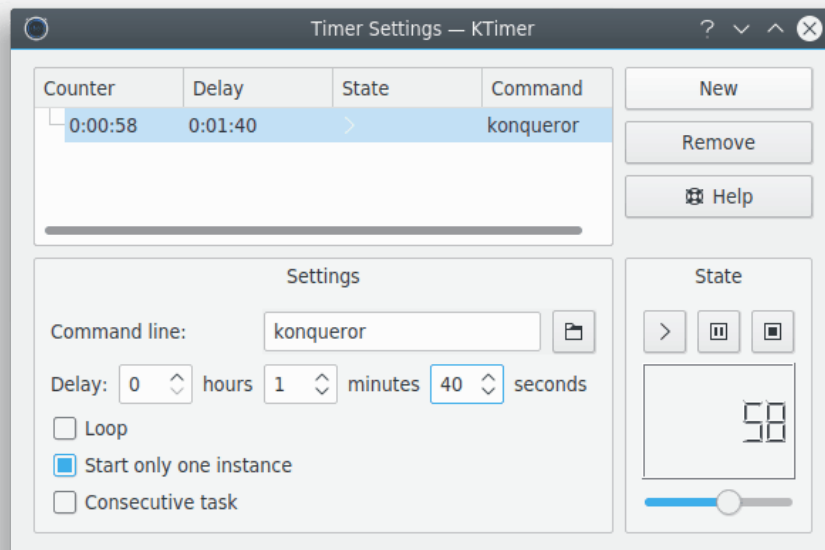 Timer Settings — KTimer
Counter Delay State Command
0:00:58 0:01:40 konqueror
New
Remove
Help
Settings
Command line: konqueror
Delay: 0 hours 1 minutes 40 seconds
Loop
Start only one instance
Consecutive task
State
58